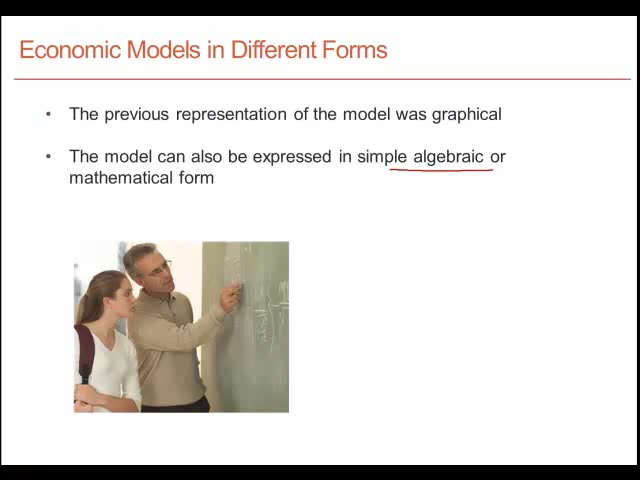 Economic Models in Different Forms
• The previous representation of the model was graphical
• The model can also be expressed in simple algebraic or
mathematical form